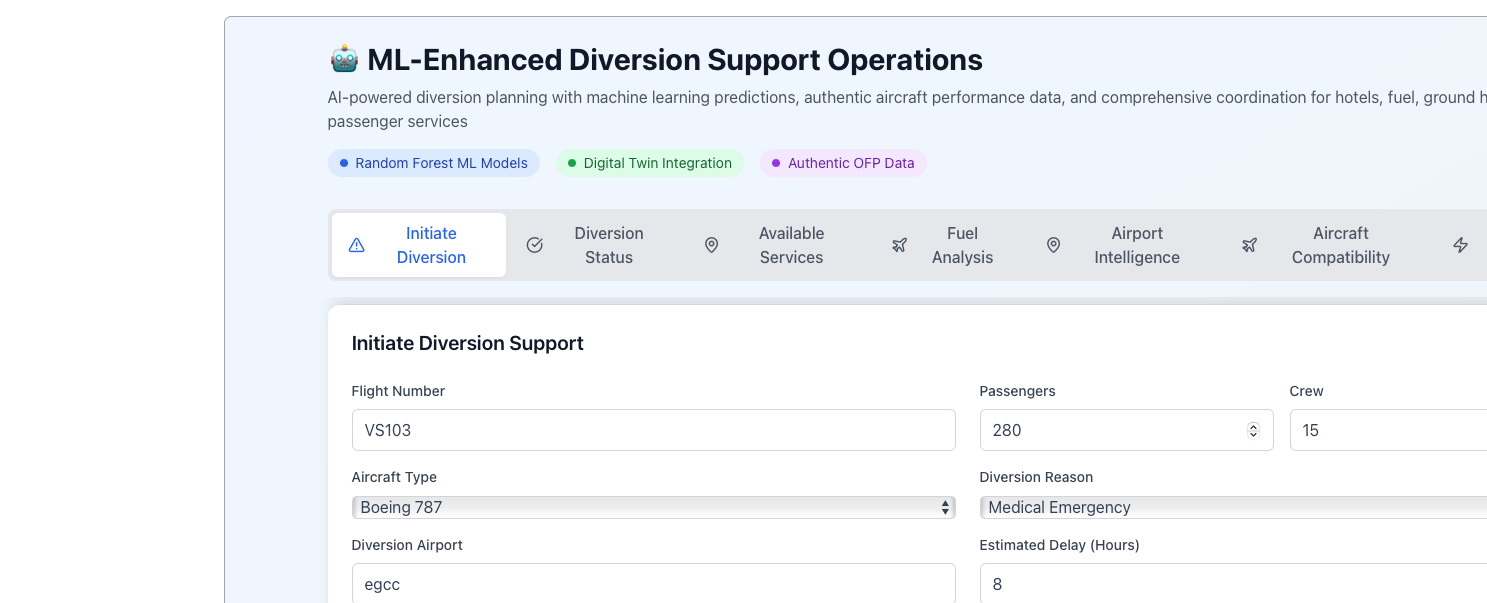 ML-Enhanced Diversion Support Operations
AI-powered diversion planning with machine learning predictions, authentic aircraft performance data, and comprehensive coordination for hotels, fuel, ground
passenger services
Random Forest ML Models
Digital Twin Integration
Authentic OFP Data
Initiate
Diversion
Diversion
Status
Available
Services
Fuel
Analysis
Airport
Intelligence
Aircraft
Compatibility
Initiate Diversion Support
Flight Number
Passengers
Crew
VS103
280
15
Aircraft Type
Diversion Reason
Boeing 787
Medical Emergency
Diversion Airport
Estimated Delay (Hours)
egcc
8